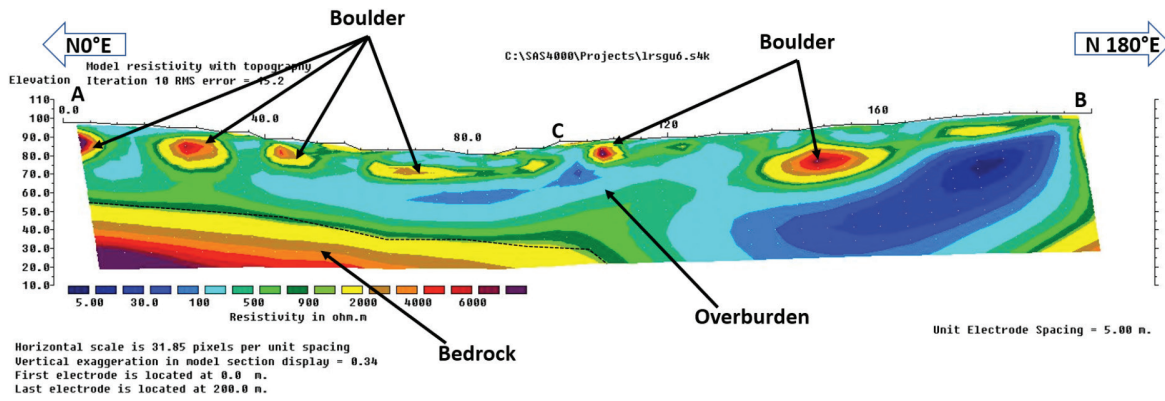 Boulder
Boulder
N0°E
N 180°E
Model resistivity with topography
C:\SAS4000\Projects\lrsgu6.s4k
Elevation
Iteration 10 RMS error = 15.2
A
B
C
0.0
40.0
80.0
120
160
110
100
90.0
80.0
70.0
60.0
50.0
40.0
30.0
20.0
10.0
5.00 30.0 100 500 900 2000 4000 6000
Resistivity in ohm.m
Overburden
Bedrock
Unit Electrode Spacing = 5.00 m.
Horizontal scale is 31.85 pixels per unit spacing
Vertical exaggeration in model section display = 0.34
First electrode is located at 0.0 m.
Last electrode is located at 200.0 m.